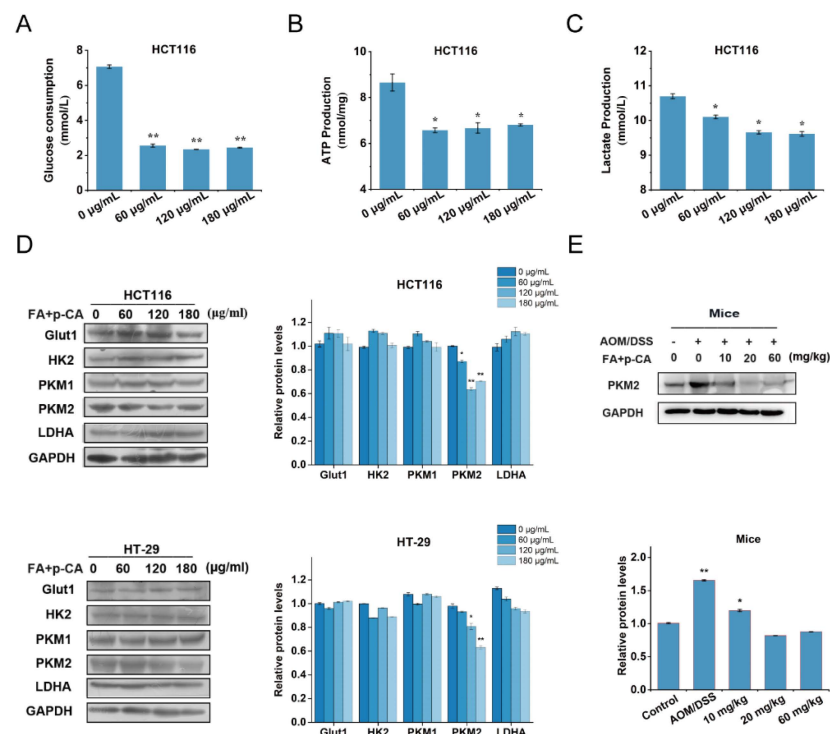 A
HCT116
Glucose consumption
(mmol/L)
8
6
4
2
0
**
**
**
0 µg/mL
60 µg/mL
120 µg/mL
180 µg/mL
B
HCT116
ATP Production
(nmol/mg)
10
8
6
4
*
*
*
0 µg/mL
60 µg/mL
120 µg/mL
180 µg/mL
C
HCT116
Lactate Production
(mmol/L)
12
11
10
9
8
*
*
*
0 µg/mL
60 µg/mL
120 µg/mL
180 µg/mL
D
HCT116
FA+p-CA 0 60 120 180 (µg/ml)
Glut1
HK2
PKM1
PKM2
LDHA
GAPDH
HCT116
0 µg/mL
60 µg/mL
120 µg/mL
180 µg/mL
Relative protein levels
1.2
1.0
0.8
0.6
0.4
0.2
0.0
*
**
**
Glut1 HK2 PKM1 PKM2 LDHA
HT-29
FA+p-CA 0 60 120 180 (µg/ml)
Glut1
HK2
PKM1
PKM2
LDHA
GAPDH
HT-29
0 µg/mL
60 µg/mL
120 µg/mL
180 µg/mL
Relative protein levels
1.4
1.2
1.0
0.8
0.6
0.4
0.2
0.0
*
**
Glut1 HK2 PKM1 PKM2 LDHA
E
Mice
AOM/DSS - + + + +
FA+p-CA 0 0 10 20 60 (mg/kg)
PKM2
GAPDH
Mice
Relative protein levels
2.0
1.5
1.0
0.5
0.0
**
*
Control
AOM/DSS
10 mg/kg
20 mg/kg
60 mg/kg